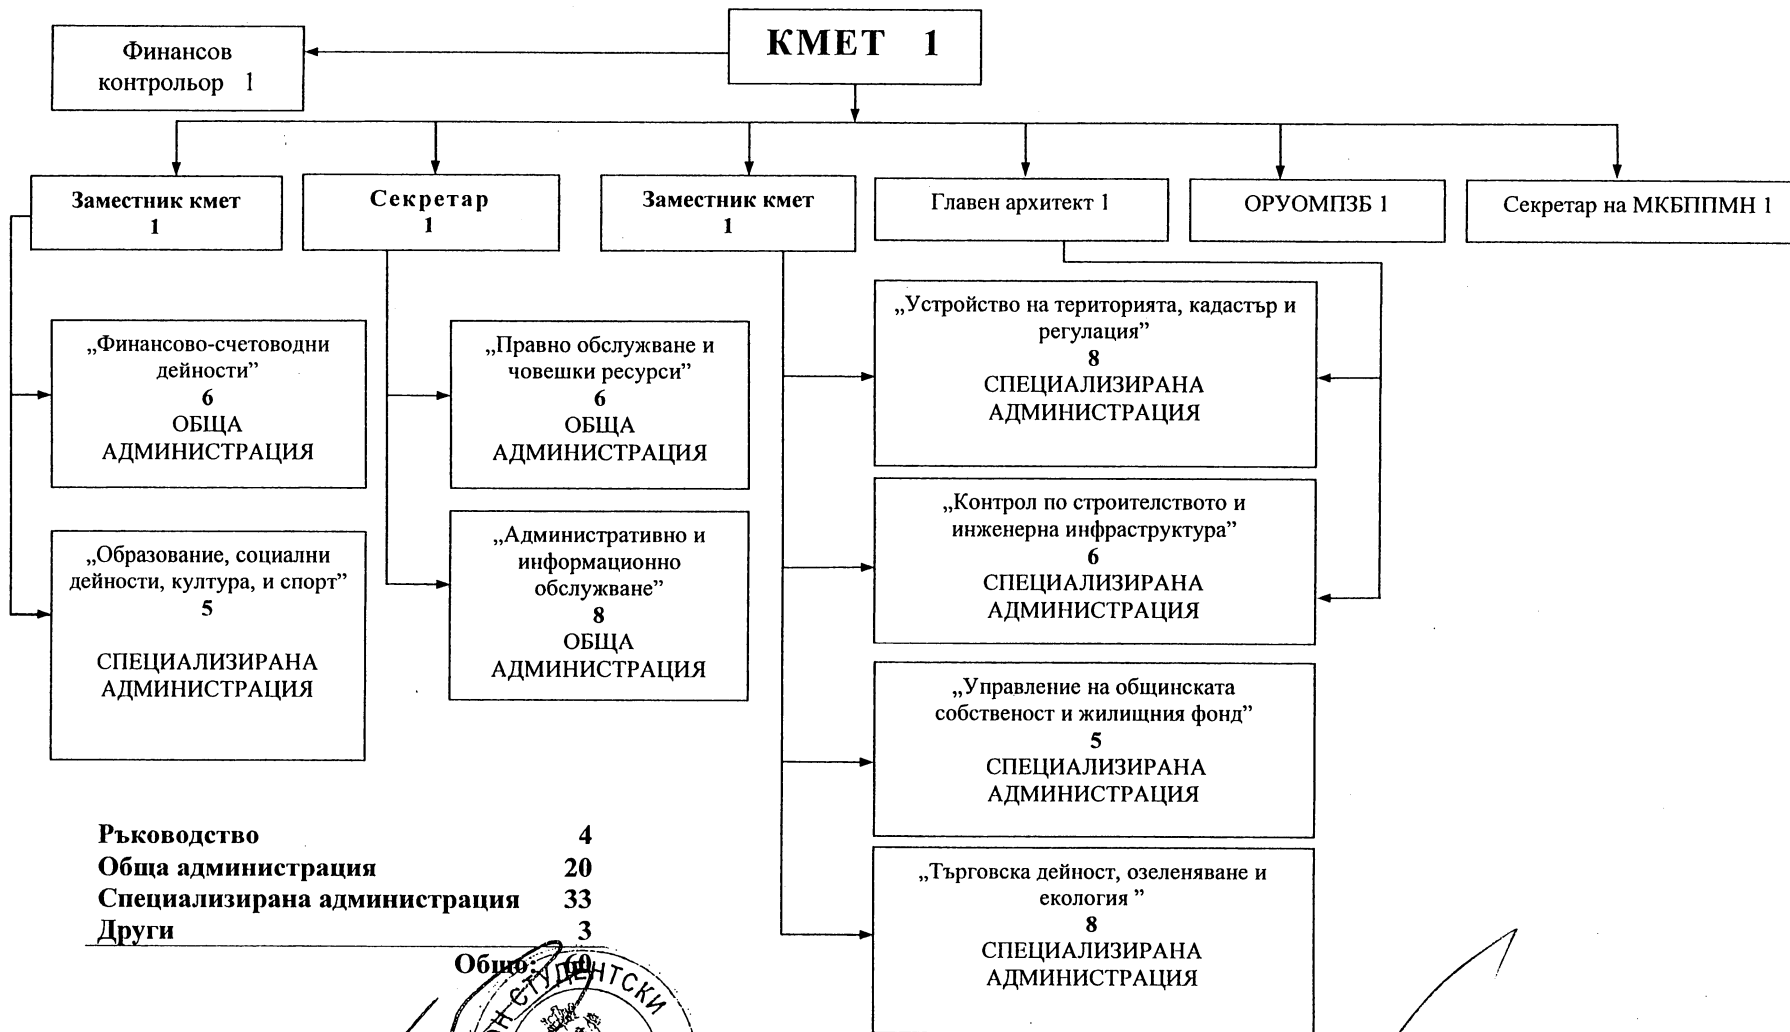 КМЕТ 1
Финансов
контрольор 1
Заместник кмет
1
Секретар
1
Заместник кмет
1
Главен архитект 1
ОРУОМПЗБ 1
Секретар на МКБППМН 1
„Финансово-счетоводни
дейности”
6
ОБЩА
АДМИНИСТРАЦИЯ
„Образование, социални
дейности, култура, и спорт”
5
СПЕЦИАЛИЗИРАНА
АДМИНИСТРАЦИЯ
„Правно обслужване и
човешки ресурси”
6
ОБЩА
АДМИНИСТРАЦИЯ
„Административно и
информационно
обслужване”
8
ОБЩА
АДМИНИСТРАЦИЯ
„Устройство на територията, кадастър и
регулация”
8
СПЕЦИАЛИЗИРАНА
АДМИНИСТРАЦИЯ
„Контрол по строителството и
инженерна инфраструктура”
6
СПЕЦИАЛИЗИРАНА
АДМИНИСТРАЦИЯ
„Управление на общинската
собственост и жилищния фонд”
5
СПЕЦИАЛИЗИРАНА
АДМИНИСТРАЦИЯ
„Търговска дейност, озеленяване и
екология ”
8
СПЕЦИАЛИЗИРАНА
АДМИНИСТРАЦИЯ
Ръководство 4
Обща администрация 20
Специализирана администрация 33
Други 3
Общо: 60
СТУДЕНТСКИ